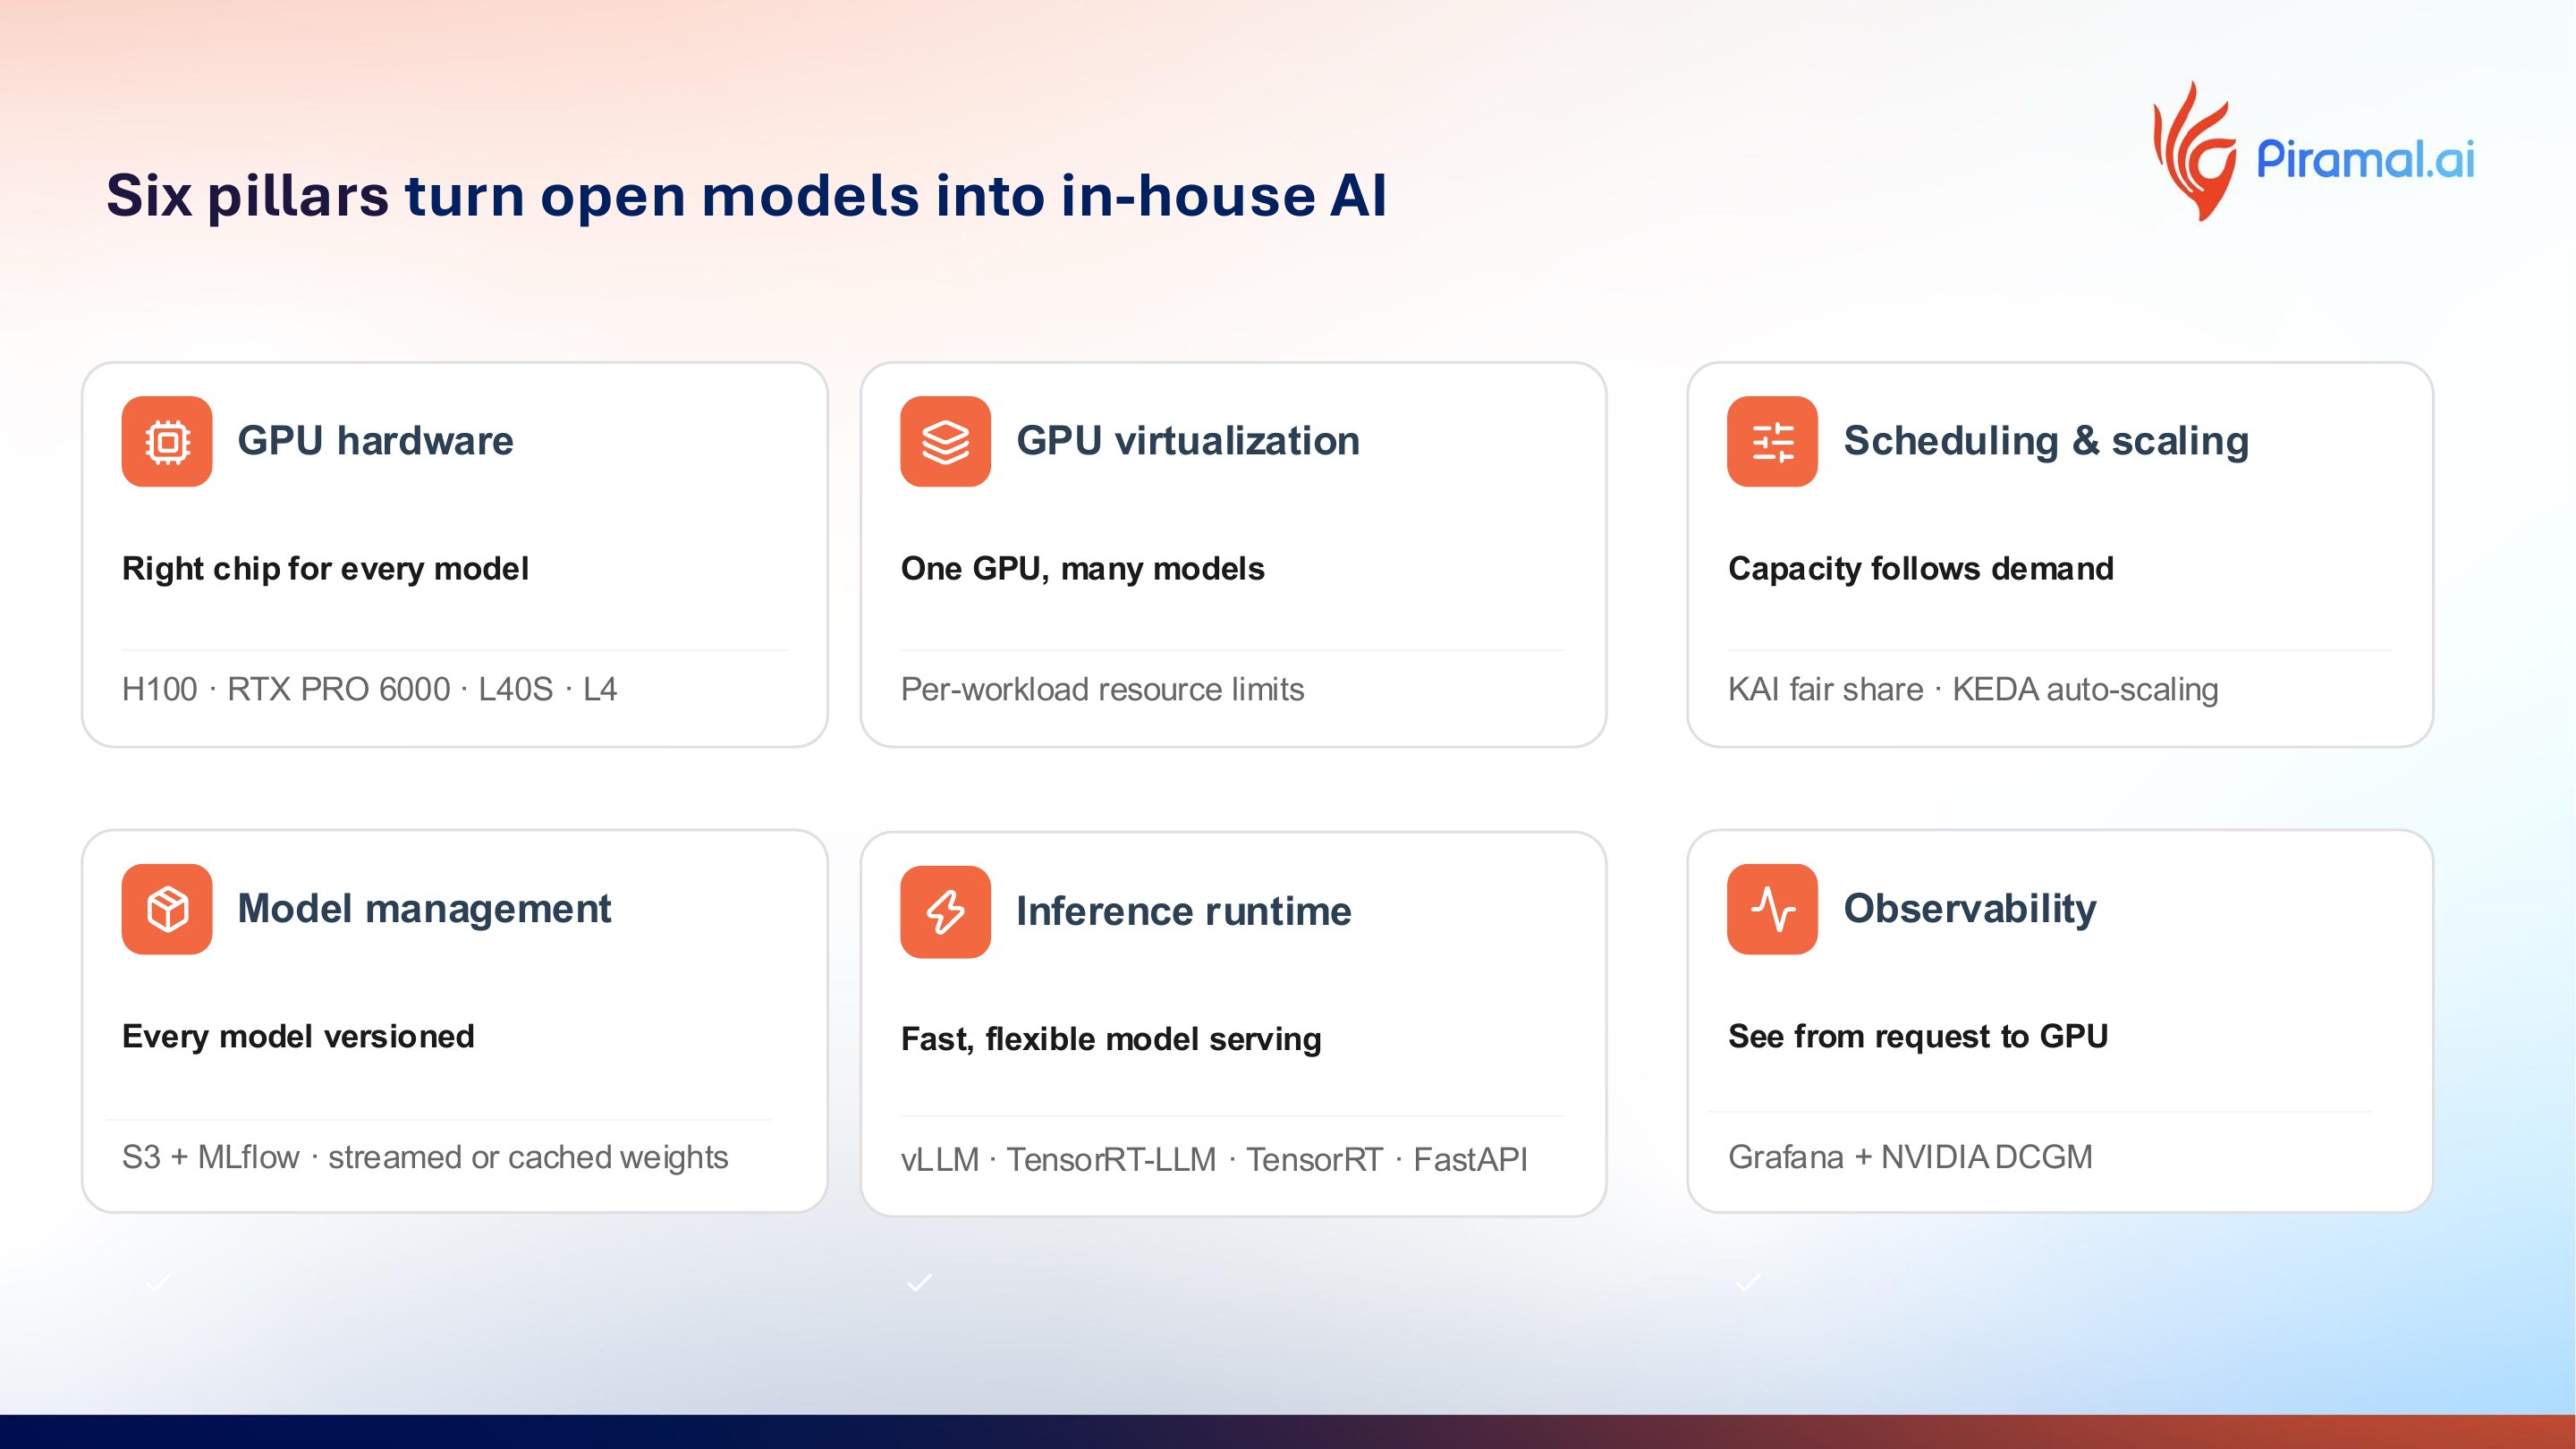 Piramal.ai
Six pillars turn open models into in-house AI
GPU hardware
Right chip for every model
H100 · RTX PRO 6000 · L40S · L4
GPU virtualization
One GPU, many models
Per-workload resource limits
Scheduling & scaling
Capacity follows demand
KAI fair share · KEDA auto-scaling
Model management
Every model versioned
S3 + MLflow · streamed or cached weights
Inference runtime
Fast, flexible model serving
vLLM · TensorRT-LLM · TensorRT · FastAPI
Observability
See from request to GPU
Grafana + NVIDIA DCGM